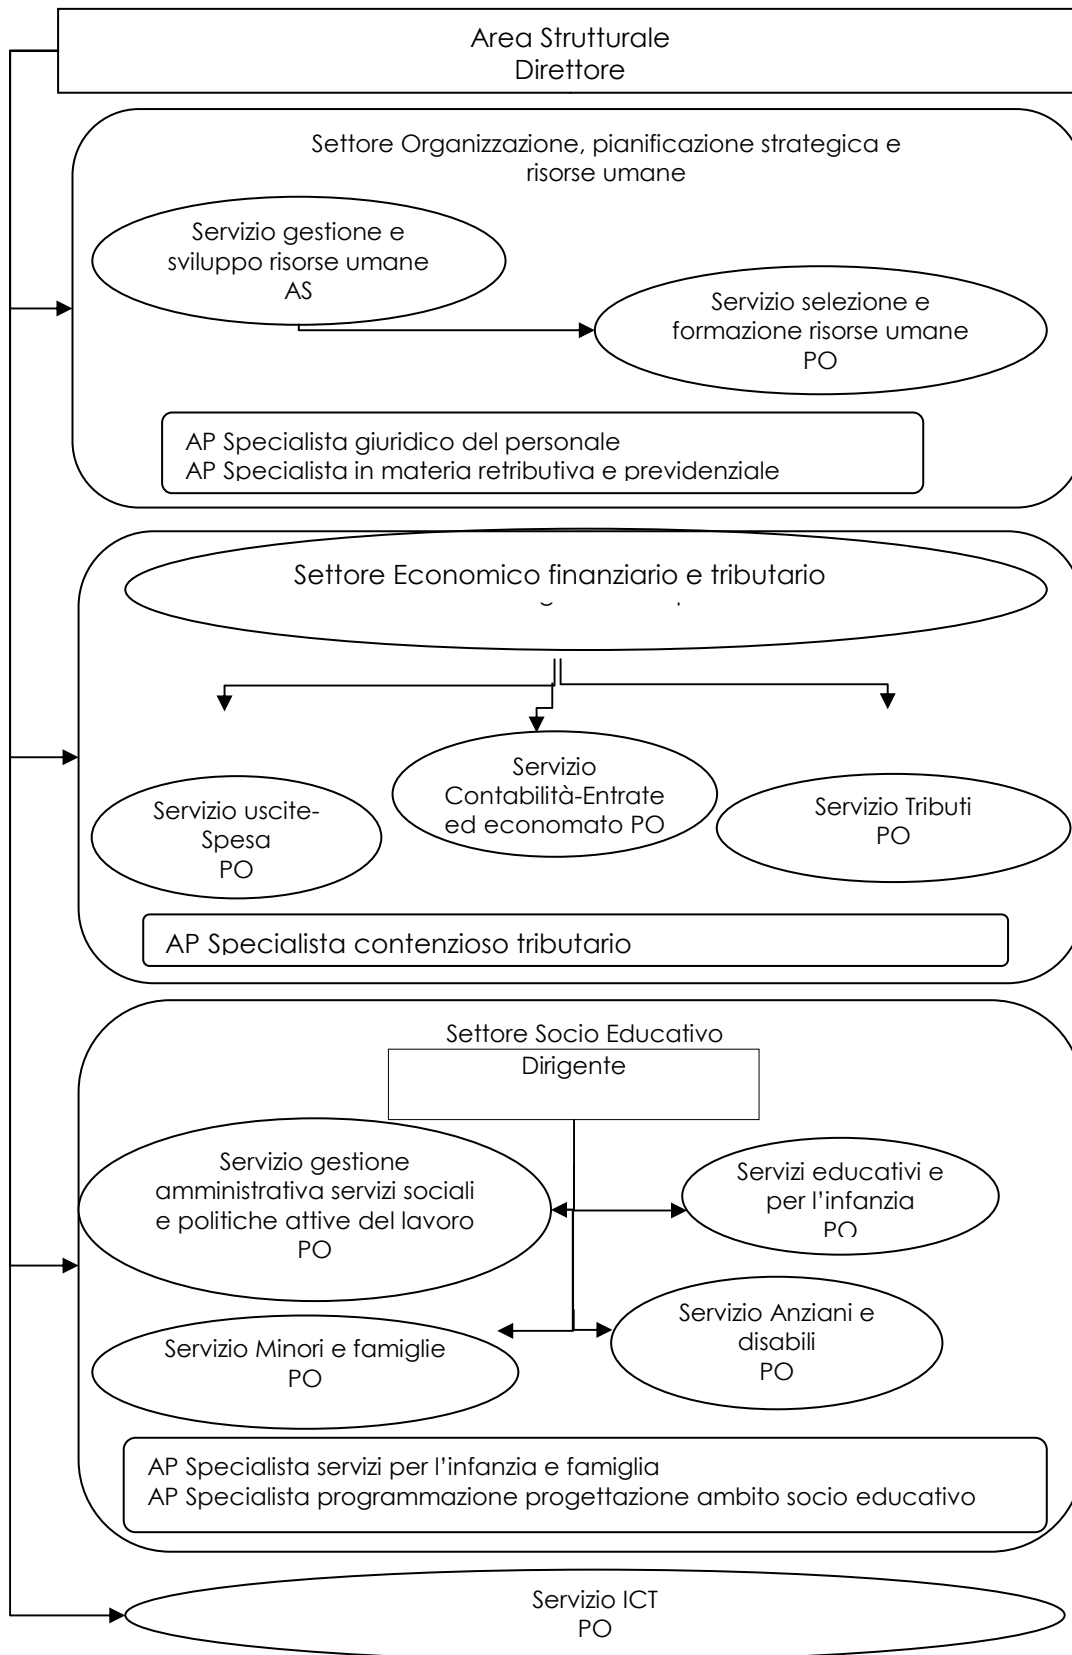 Area Strutturale
Direttore
Settore Organizzazione, pianificazione strategica e
risorse umane
Servizio gestione e
sviluppo risorse umane
AS
Servizio selezione e
formazione risorse umane
PO
AP Specialista giuridico del personale
AP Specialista in materia retributiva e previdenziale
Settore Economico finanziario e tributario
Servizio uscite-
Spesa
PO
Servizio
Contabilità-Entrate
ed economato PO
Servizio Tributi
PO
AP Specialista contenzioso tributario
Settore Socio Educativo
Dirigente
Servizio gestione
amministrativa servizi sociali
e politiche attive del lavoro
PO
Servizi educativi e
per l'infanzia
PO
Servizio Minori e famiglie
PO
Servizio Anziani e
disabili
PO
AP Specialista servizi per l'infanzia e famiglia
AP Specialista programmazione progettazione ambito socio educativo
Servizio ICT
PO